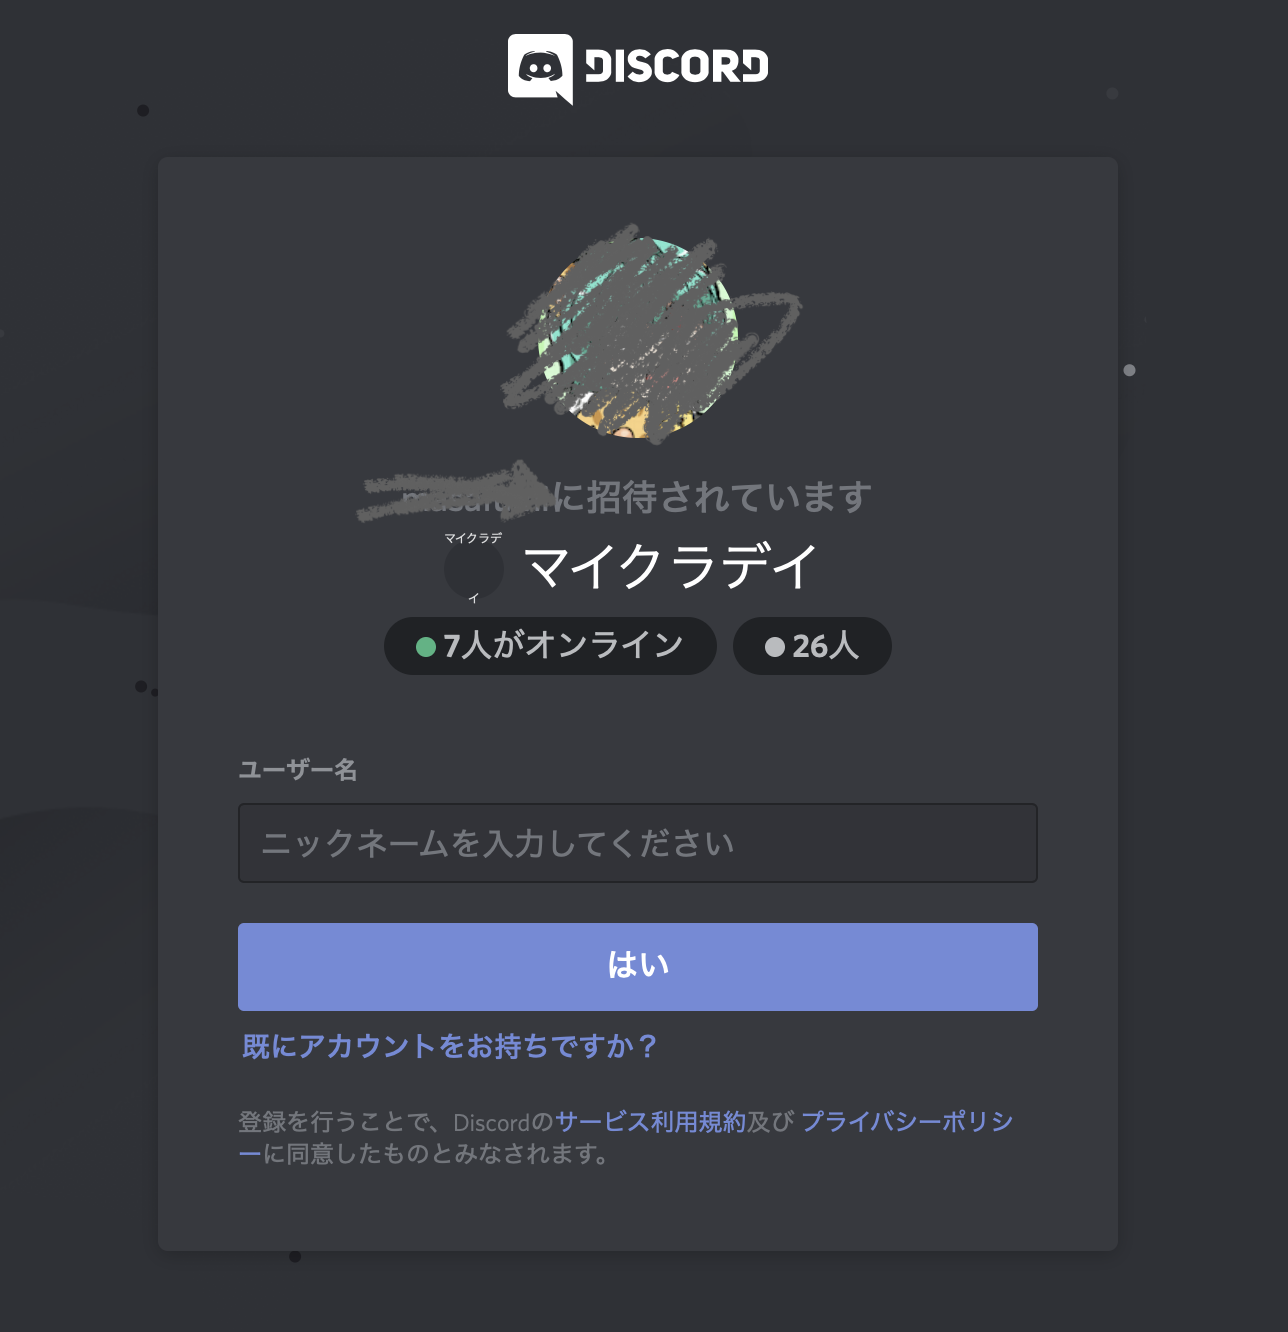 DISCORD
に招待されています
マイクラデ
イ
マイクラデイ
7人がオンライン
26人
ユーザー名
ニックネームを入力してください
はい
既にアカウントをお持ちですか？
登録を行うことで、Discordのサービス利用規約及び プライバシーポリシ
ーに同意したものとみなされます。